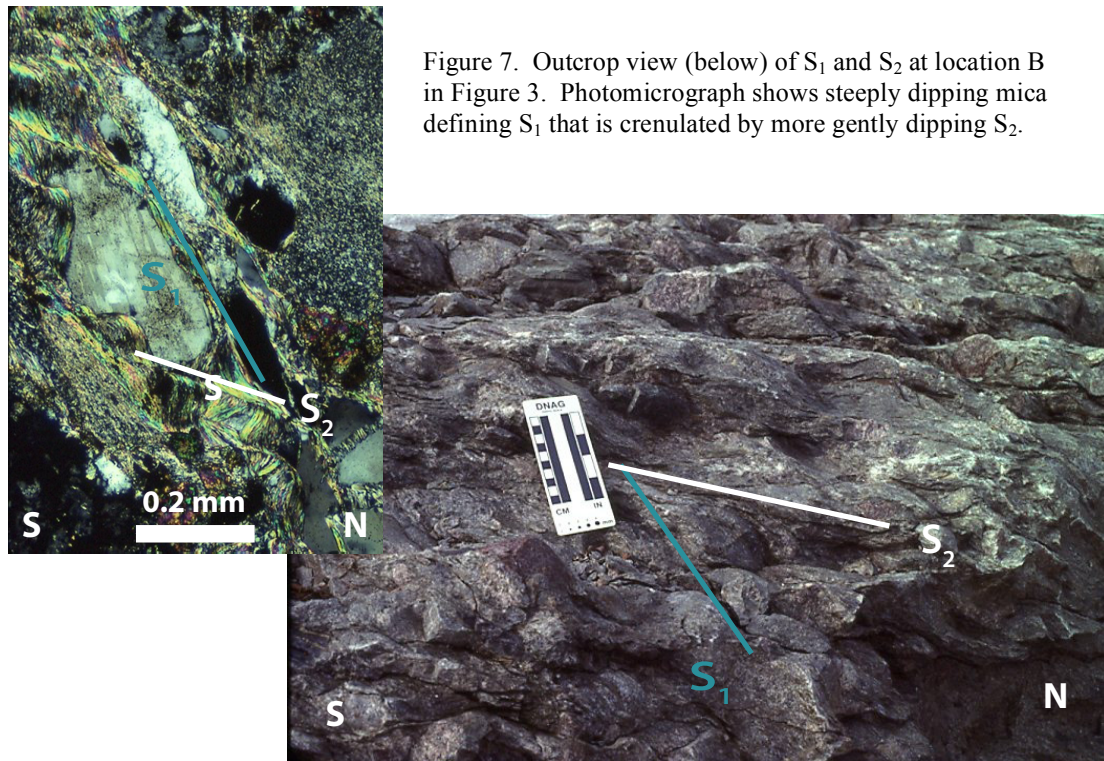 Figure 7. Outcrop view (below) of S₁ and S₂ at location B
in Figure 3. Photomicrograph shows steeply dipping mica
defining S₁ that is crenulated by more gently dipping S₂.
S₁
S
S₂
0.2 mm
S
N
DNAG
CM
IN
S₂
S₁
S
N